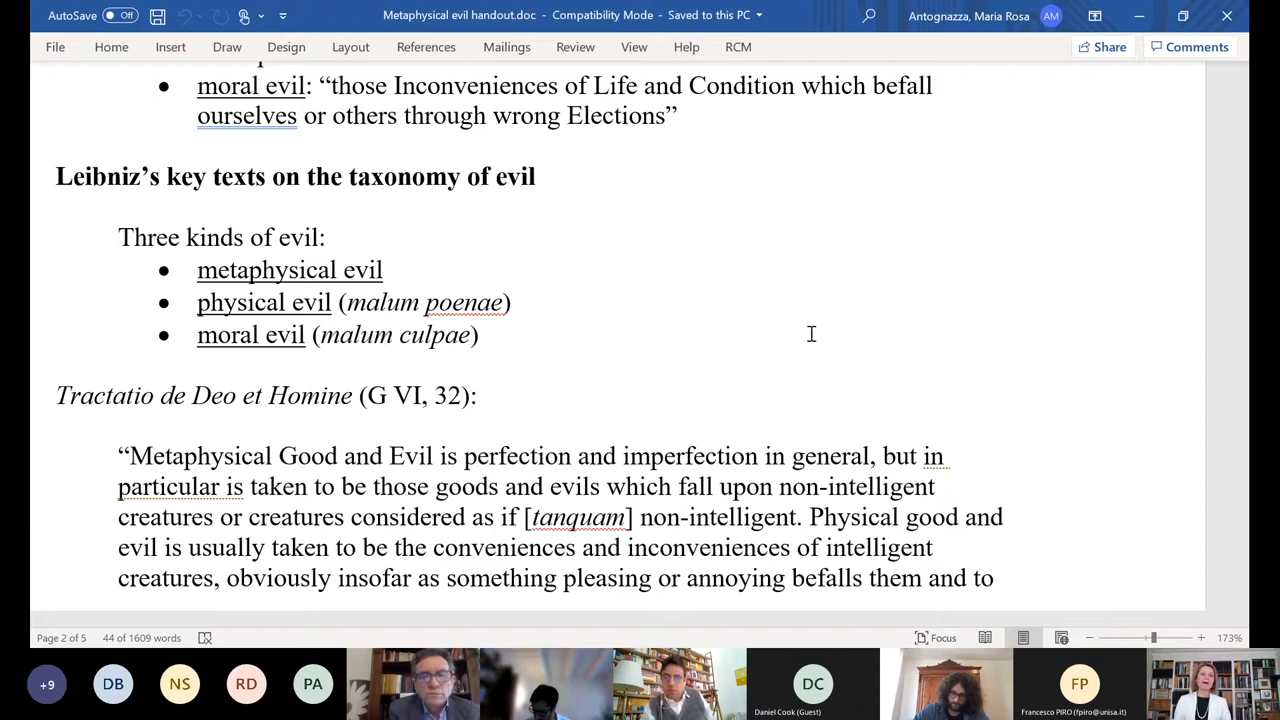 AutoSave Off Metaphysical evil handout.doc - Compatibility Mode - Saved to this PC Antognazza, Maria Rosa AM
File Home Insert Draw Design Layout References Mailings Review View Help RCM Share Comments
• moral evil: “those Inconveniences of Life and Condition which befall
ourselves or others through wrong Elections”
Leibniz’s key texts on the taxonomy of evil
Three kinds of evil:
• metaphysical evil
• physical evil (malum poenae)
• moral evil (malum culpae)
Tractatio de Deo et Homine (G VI, 32):
“Metaphysical Good and Evil is perfection and imperfection in general, but in
particular is taken to be those goods and evils which fall upon non-intelligent
creatures or creatures considered as if [tanquam] non-intelligent. Physical good and
evil is usually taken to be the conveniences and inconveniences of intelligent
creatures, obviously insofar as something pleasing or annoying befalls them and to
Page 2 of 5 44 of 1609 words Focus 173%
+9 DB NS RD PA DC FP
Daniel Cook (Guest) Francesco PIRO (fpiro@unisa.it)